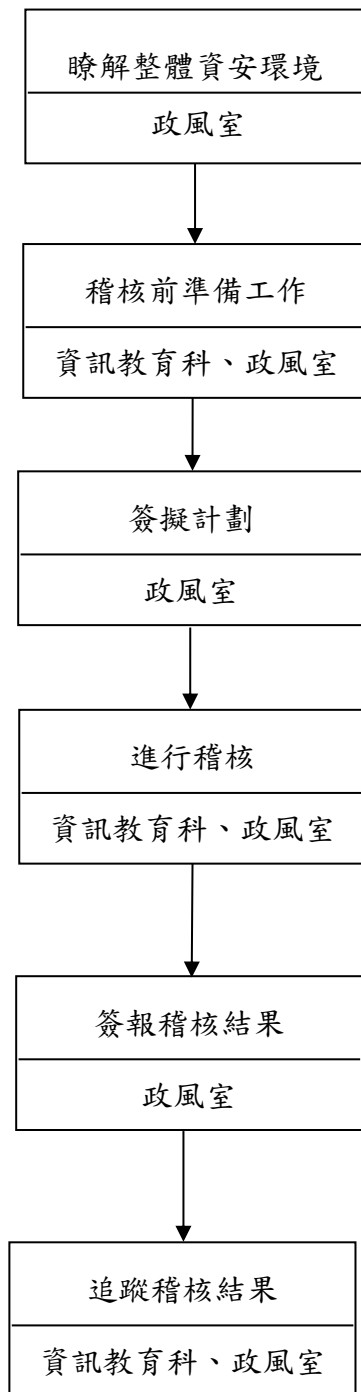 瞭解整體資安環境
政風室
稽核前準備工作
資訊教育科、政風室
簽擬計劃
政風室
進行稽核
資訊教育科、政風室
簽報稽核結果
政風室
追蹤稽核結果
資訊教育科、政風室